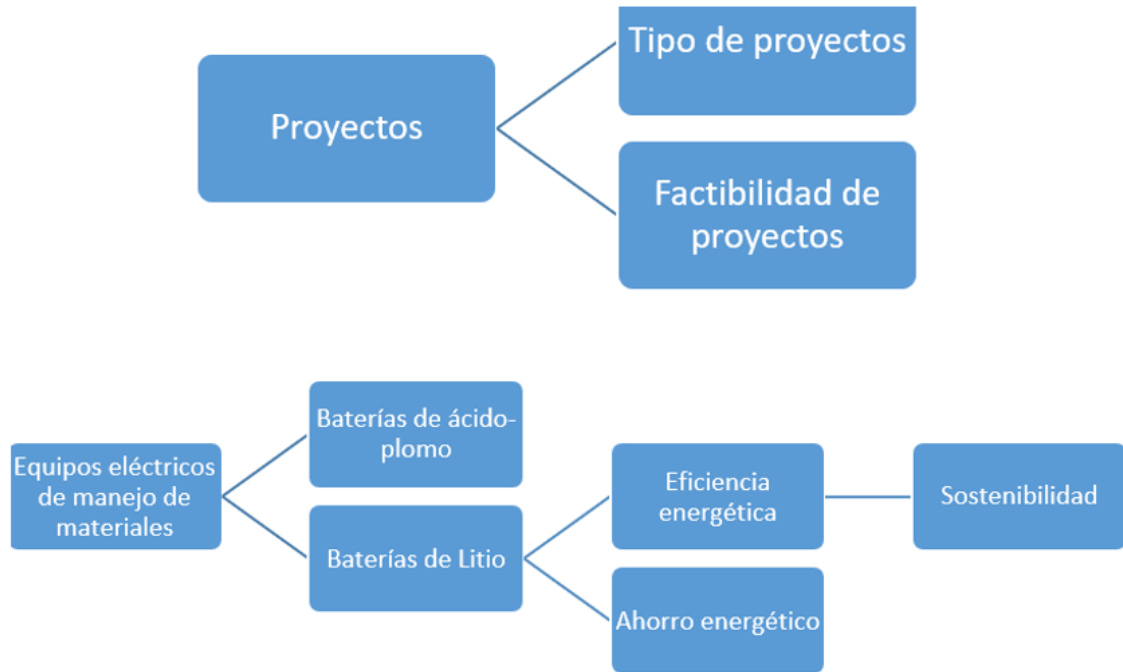 Tipo de proyectos
Proyectos
Factibilidad de
proyectos
Baterías de ácido-
plomo
Equipos eléctricos
de manejo de
materiales
Eficiencia
energética
Sostenibilidad
Baterías de Litio
Ahorro energético